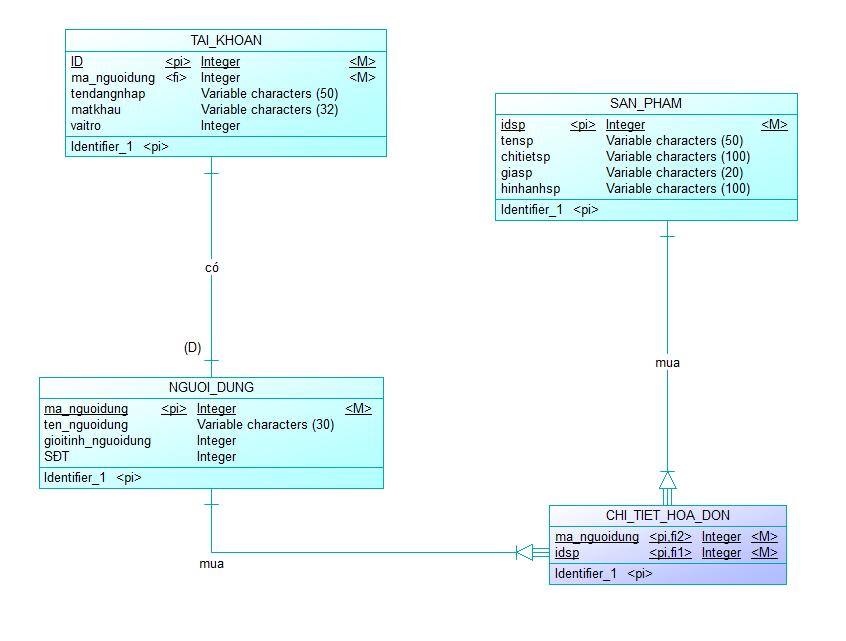 TAI_KHOAN
ID <pi> Integer <M>
ma_nguoidung <fi> Integer <M>
tendangnhap Variable characters (50)
matkhau Variable characters (32)
vaitro Integer
Identifier_1 <pi>
SAN_PHAM
idsp <pi> Integer <M>
tensp Variable characters (50)
chitietsp Variable characters (100)
giasp Variable characters (20)
hinhanhsp Variable characters (100)
Identifier_1 <pi>
có
(D)
mua
NGUOI_DUNG
ma_nguoidung <pi> Integer <M>
ten_nguoidung Variable characters (30)
gioitinh_nguoidung Integer
SĐT Integer
Identifier_1 <pi>
mua
CHI_TIET_HOA_DON
ma_nguoidung <pi,fi2> Integer <M>
idsp <pi,fi1> Integer <M>
Identifier_1 <pi>